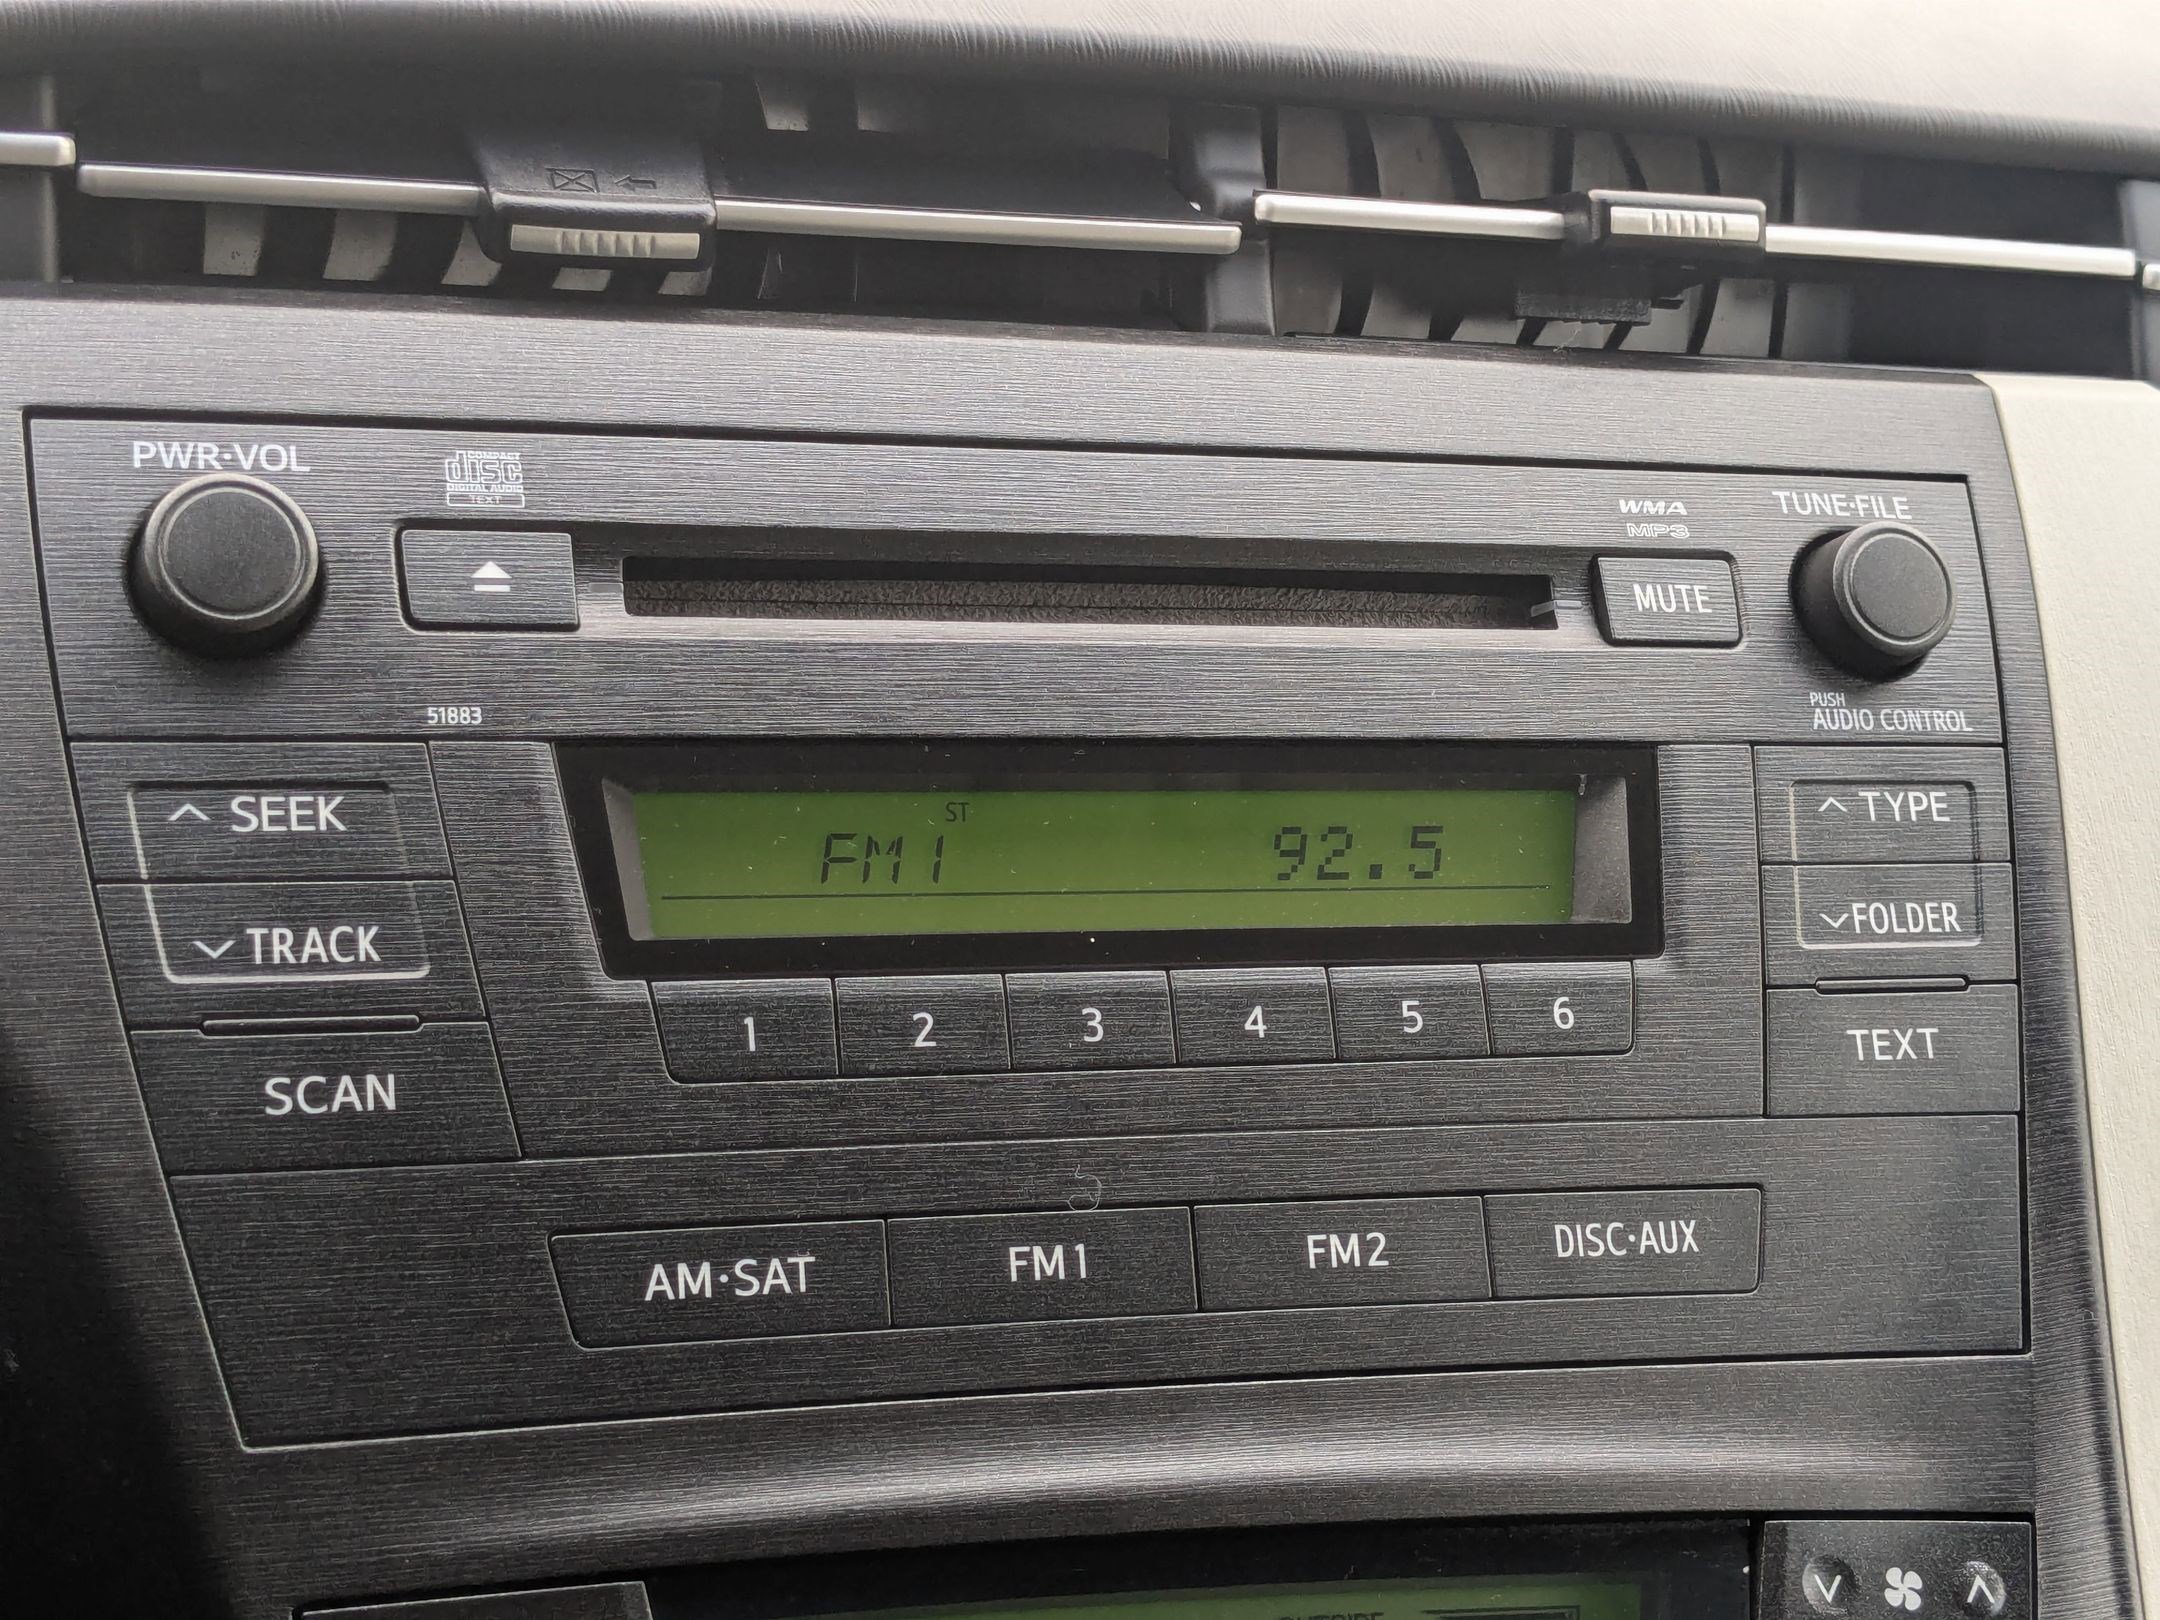 PWR·VOL
COMPACT
disc
DIGITAL AUDIO
TEXT
WMA
MP3
TUNE·FILE
MUTE
PUSH
AUDIO CONTROL
51883
SEEK
TRACK
SCAN
ST
FM1 92.5
TYPE
FOLDER
TEXT
1 2 3 4 5 6
AM·SAT FM1 FM2 DISC·AUX